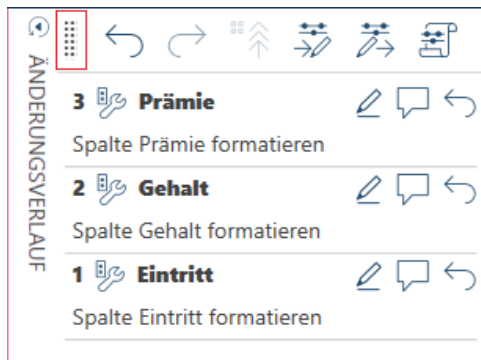 ÄNDERUNGSVERLAUF
3 Prämie
Spalte Prämie formatieren
2 Gehalt
Spalte Gehalt formatieren
1 Eintritt
Spalte Eintritt formatieren